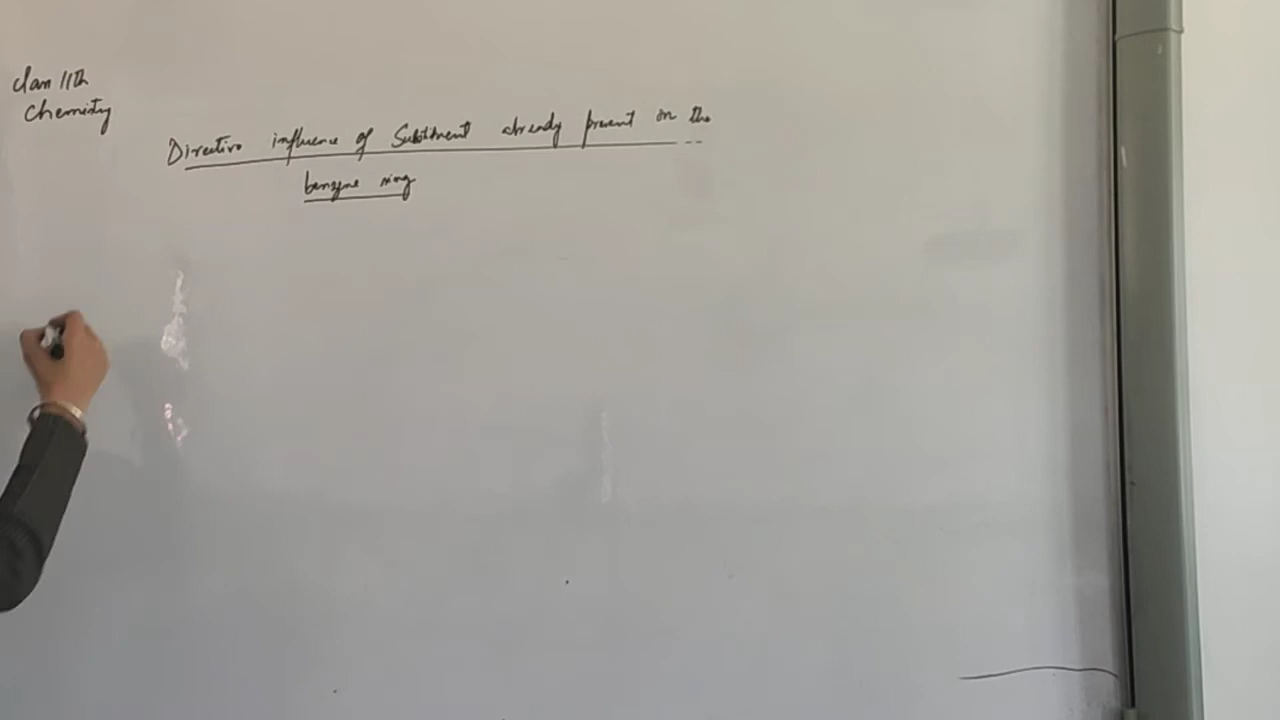 Class 11th
Chemistry
Directive influence of Substituent already present on the
benzene ring